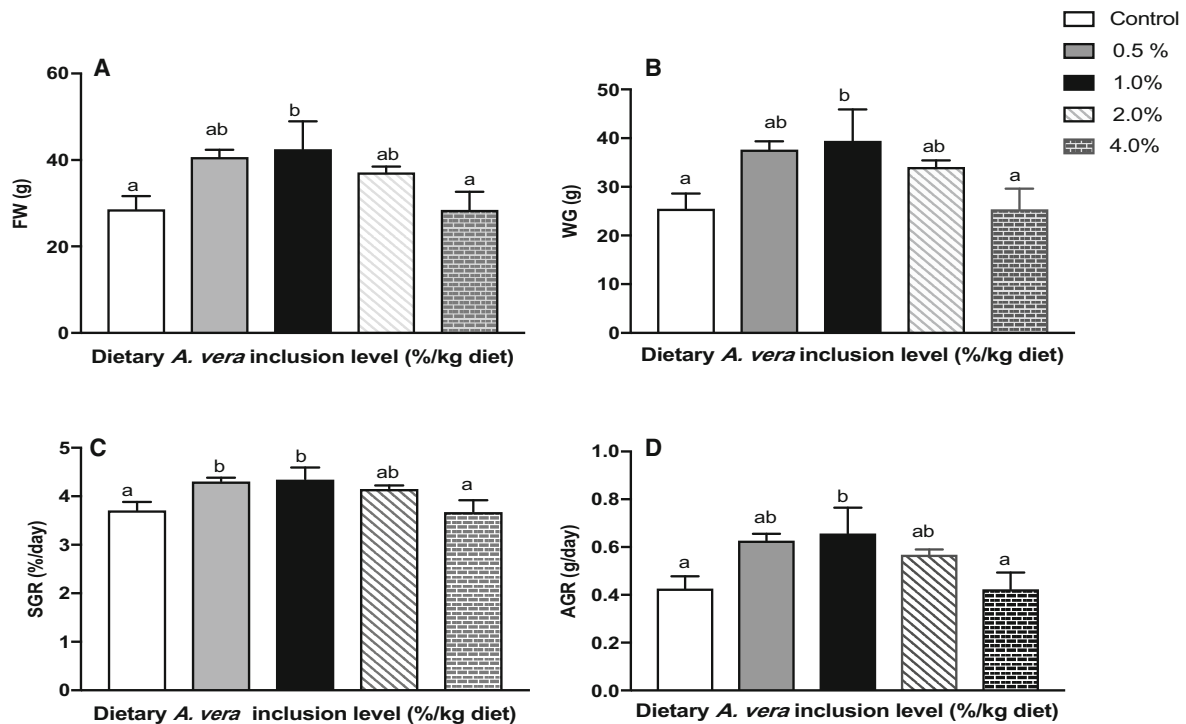 Control
0.5 %
1.0%
2.0%
4.0%
A
60
40
20
0
FW (g)
a
ab
b
ab
a
Dietary A. vera inclusion level (%/kg diet)
B
50
40
30
20
10
0
WG (g)
a
ab
b
ab
a
Dietary A. vera inclusion level (%/kg diet)
C
5
4
3
2
1
0
SGR (%/day)
a
b
b
ab
a
Dietary A. vera inclusion level (%/kg diet)
D
1.0
0.8
0.6
0.4
0.2
0.0
AGR (g/day)
a
ab
b
ab
a
Dietary A. vera inclusion level (%/kg diet)